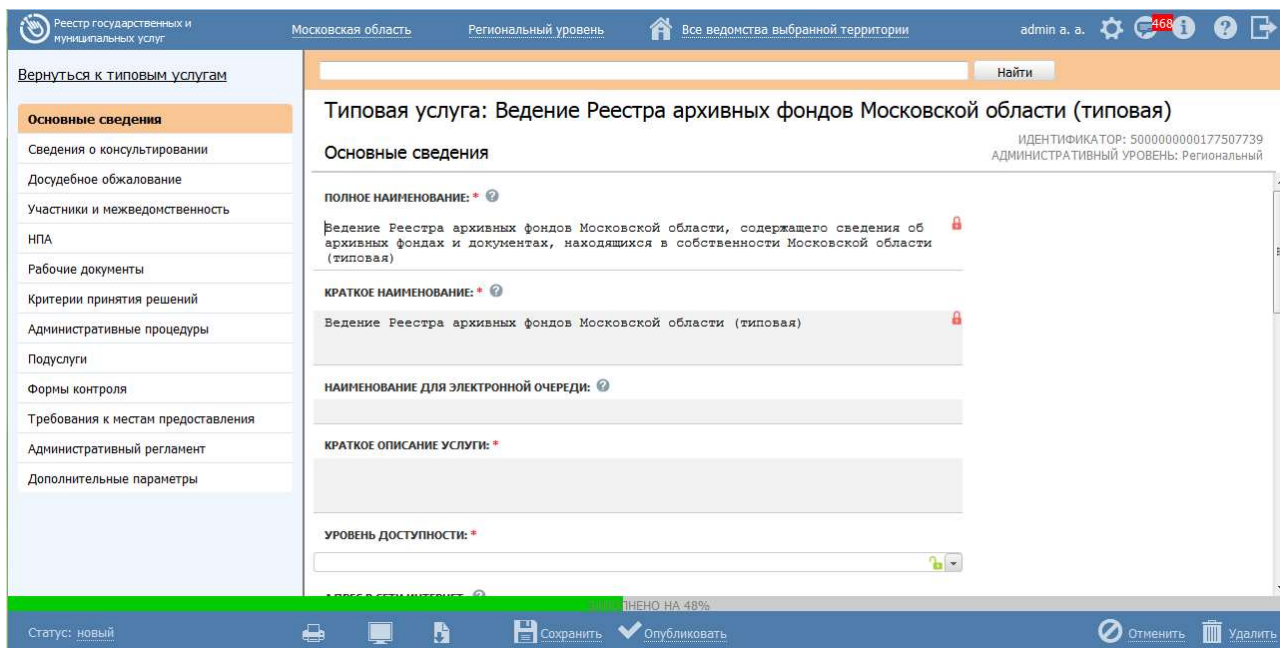 Реестр государственных и
муниципальных услуг
Московская область
Региональный уровень
Все ведомства выбранной территории
admin a. a.
468
Вернуться к типовым услугам
Найти
Основные сведения
Сведения о консультировании
Досудебное обжалование
Участники и межведомственность
НПА
Рабочие документы
Критерии принятия решений
Административные процедуры
Подуслуги
Формы контроля
Требования к местам предоставления
Административный регламент
Дополнительные параметры
Типовая услуга: Ведение Реестра архивных фондов Московской области (типовая)
ИДЕНТИФИКАТОР: 5000000000177507739
АДМИНИСТРАТИВНЫЙ УРОВЕНЬ: Региональный
Основные сведения
ПОЛНОЕ НАИМЕНОВАНИЕ: *
Ведение Реестра архивных фондов Московской области, содержащего сведения об
архивных фондах и документах, находящихся в собственности Московской области
(типовая)
КРАТКОЕ НАИМЕНОВАНИЕ: *
Ведение Реестра архивных фондов Московской области (типовая)
НАИМЕНОВАНИЕ ДЛЯ ЭЛЕКТРОННОЙ ОЧЕРЕДИ:
КРАТКОЕ ОПИСАНИЕ УСЛУГИ: *
УРОВЕНЬ ДОСТУПНОСТИ: *
НА 48%
Статус: новый
Сохранить
Опубликовать
Отменить
Удалить